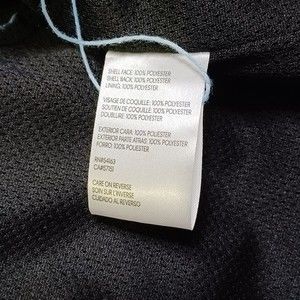 SHELL FACE: 100% POLYESTER
SHELL BACK: 100% POLYESTER
LINING: 100% POLYESTER
VISAGE DE COQUILLE: 100% POLYESTER
SOUTIEN DE COQUILLE: 100% POLYESTER
DOUBLURE: 100% POLYESTER
EXTERIOR CARA: 100% POLYESTER
EXTERIOR PARTE ATRAS: 100% POLYESTER
FORRO: 100% POLYESTER
CARE ON REVERSE
SOIN SUR L'INVERSE
CUIDADO AL REVERSO